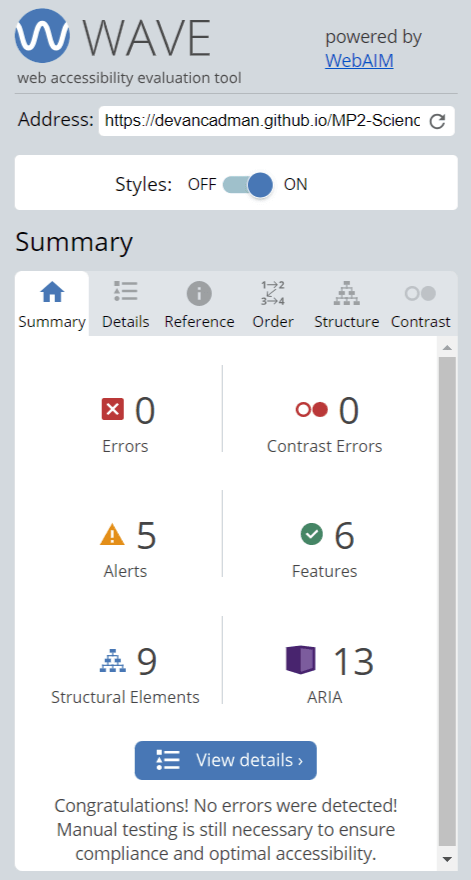 WAVE
web accessibility evaluation tool
powered by
WebAIM
Address: https://devancadman.github.io/MP2-Scienc
Styles: OFF ON
Summary
1 2
3 4
Summary Details Reference Order Structure Contrast
0 0
Errors Contrast Errors
5 6
Alerts Features
9 13
Structural Elements ARIA
View details ›
Congratulations! No errors were detected!
Manual testing is still necessary to ensure
compliance and optimal accessibility.